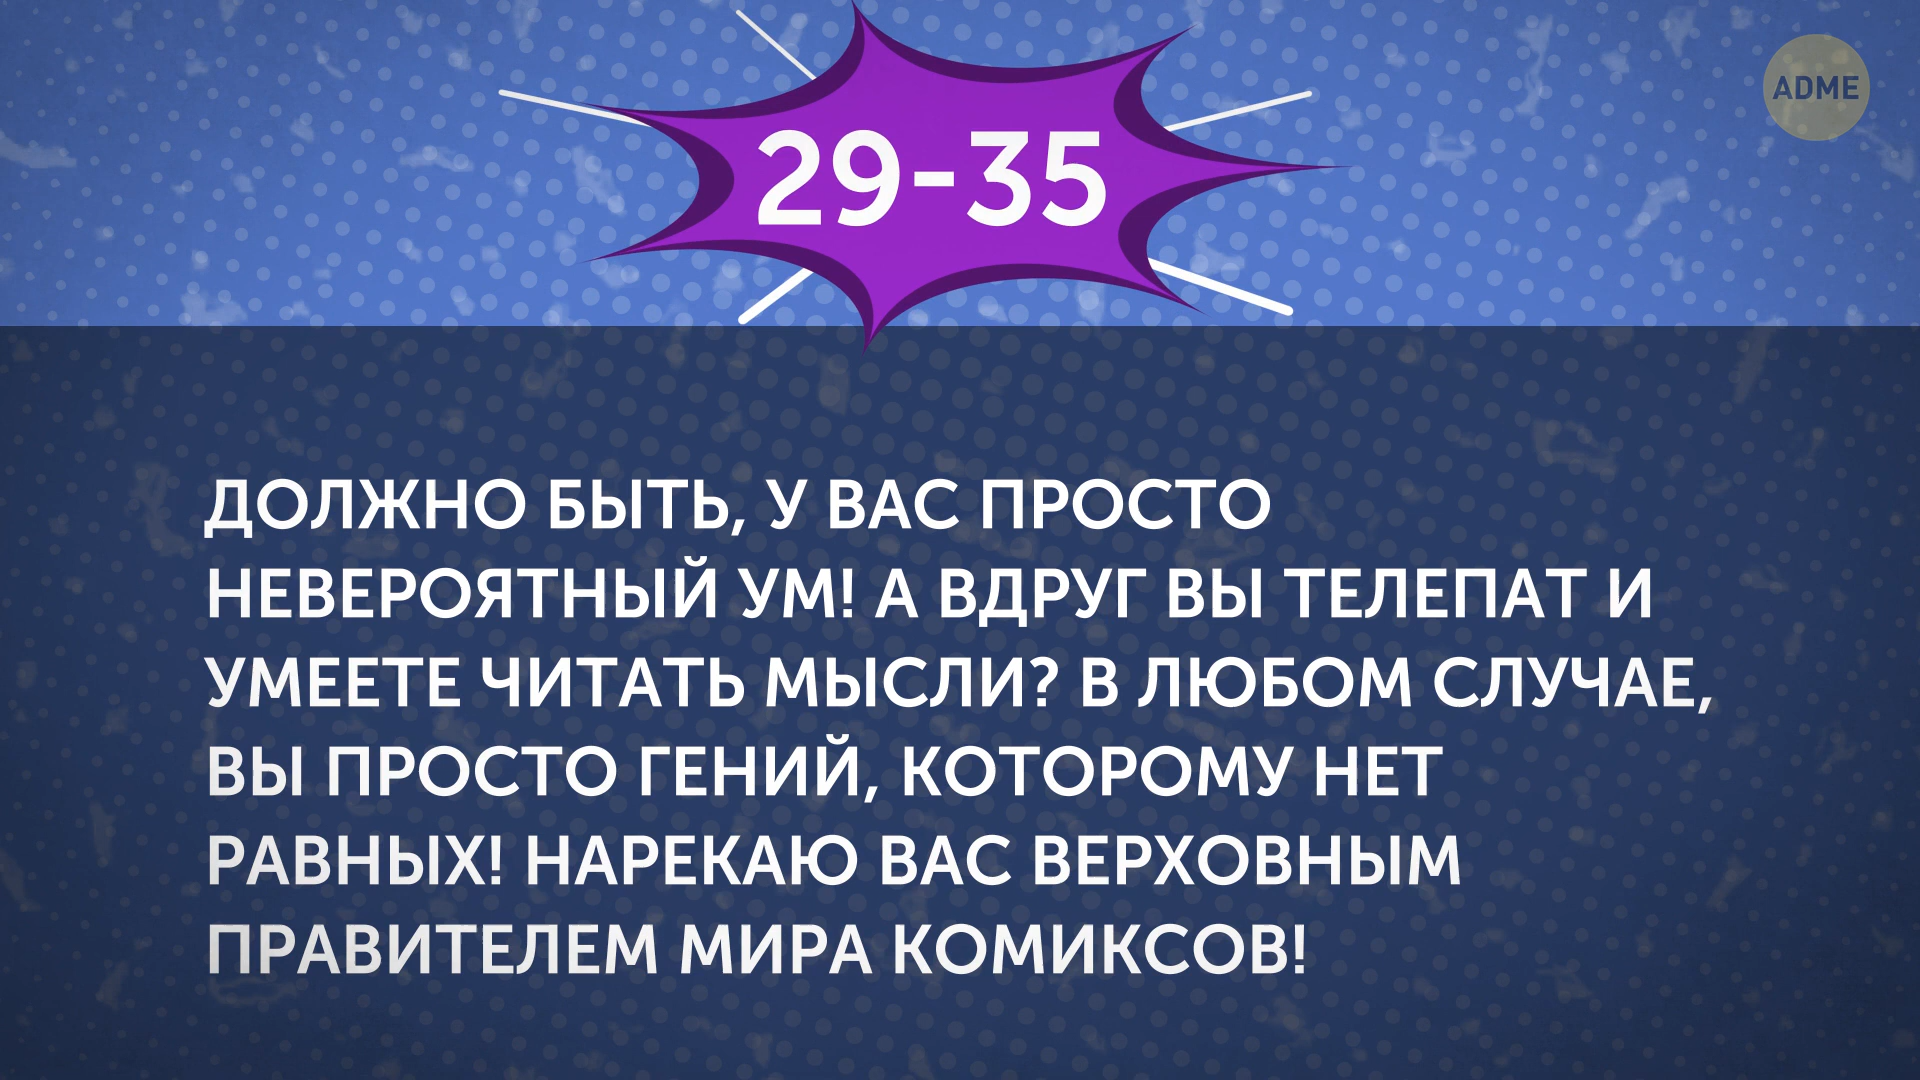 29-35
ADME
ДОЛЖНО БЫТЬ, У ВАС ПРОСТО
НЕВЕРОЯТНЫЙ УМ! А ВДРУГ ВЫ ТЕЛЕПАТ И
УМЕЕТЕ ЧИТАТЬ МЫСЛИ? В ЛЮБОМ СЛУЧАЕ,
ВЫ ПРОСТО ГЕНИЙ, КОТОРОМУ НЕТ
РАВНЫХ! НАРЕКАЮ ВАС ВЕРХОВНЫМ
ПРАВИТЕЛЕМ МИРА КОМИКСОВ!